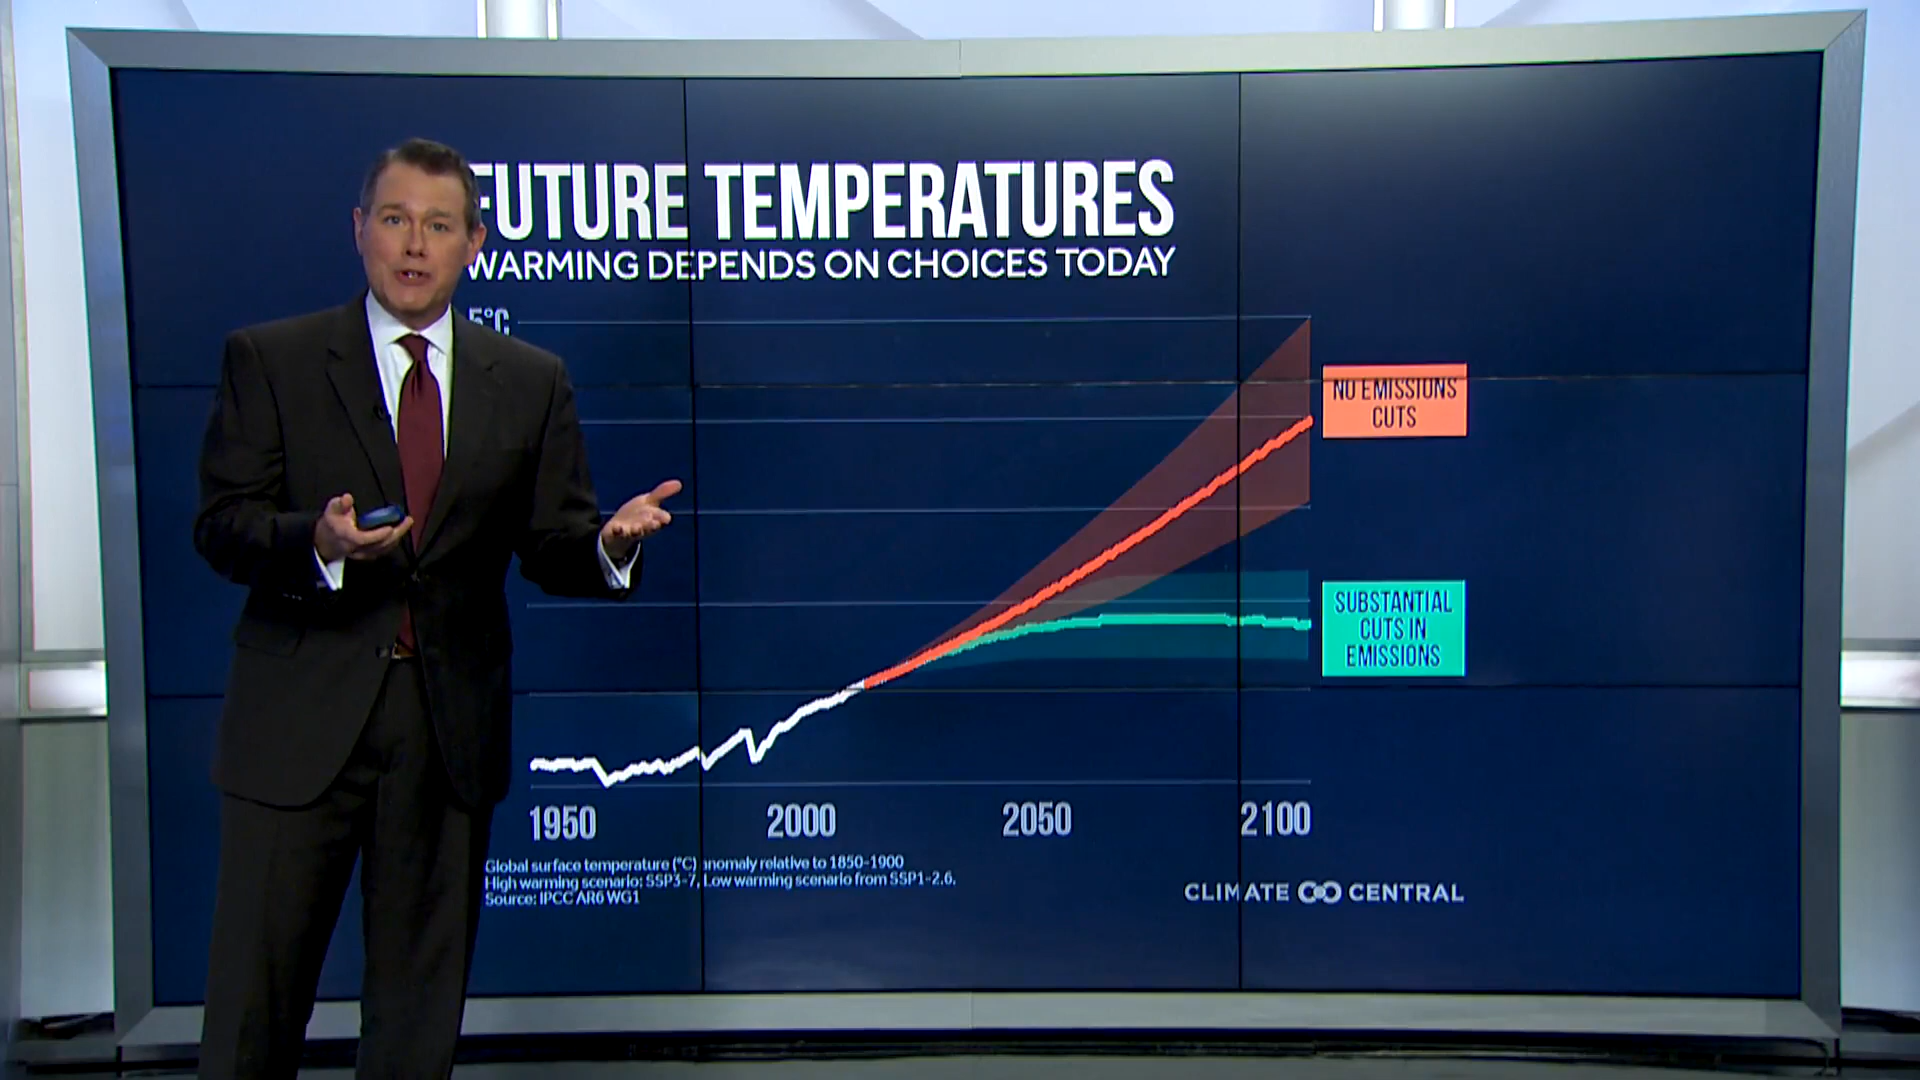 FUTURE TEMPERATURES
WARMING DEPENDS ON CHOICES TODAY
5°C
NO EMISSIONS
CUTS
SUBSTANTIAL
CUTS IN
EMISSIONS
1950 2000 2050 2100
Global surface temperature (°C) anomaly relative to 1850-1900
High warming scenario: SSP3-7, Low warming scenario from SSP1-2.6.
Source: IPCC AR6 WG1
CLIMATE CENTRAL